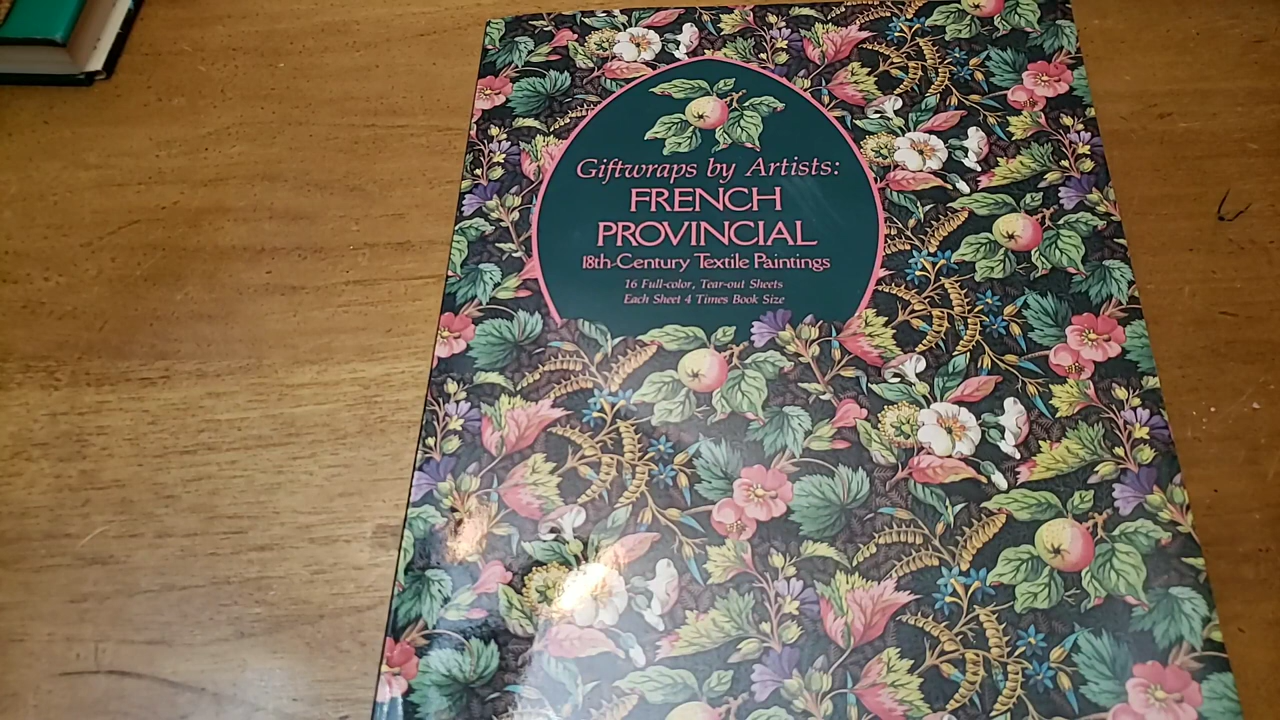 Giftwraps by Artists:
FRENCH
PROVINCIAL
18th-Century Textile Paintings
16 Full-color, Tear-out Sheets
Each Sheet 4 Times Book Size